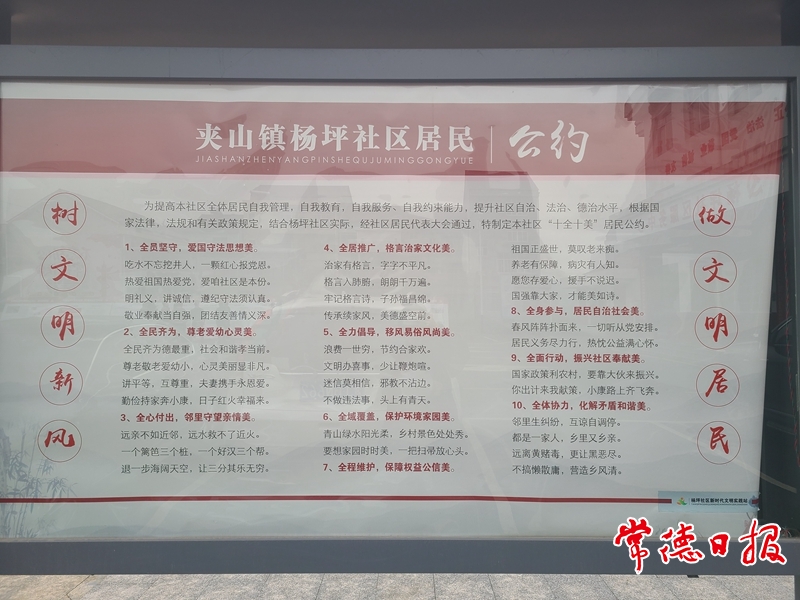 夹山镇杨坪社区居民 公约
JIASHANZHENYANGPINSHEQUJUMINGGONGYUE
树文明新风
为提高本社区全体居民自我管理，自我教育，自我服务、自我约束能力，提升社区自治、法治、德治水平，根据国
家法律，法规和有关政策规定，结合杨坪社区实际，经社区居民代表大会通过，特制定本社区“十全十美”居民公约。
1、全员坚守，爱国守法思想美。
吃水不忘挖井人，一颗红心报党恩。
热爱祖国热爱党，爱咱社区是本份。
明礼义，讲诚信，遵纪守法须认真。
敬业奉献当自强，团结友善情义深。
2、全民齐为，尊老爱幼心灵美。
全民齐为德最重，社会和谐孝当前。
尊老敬老爱幼小，心灵美丽显非凡。
讲平等，互尊重，夫妻携手永恩爱。
勤俭持家奔小康，日子红火幸福来。
3、全心付出，邻里守望亲情美。
远亲不如近邻，远水救不了近火。
一个篱笆三个桩，一个好汉三个帮。
退一步海阔天空，让三分其乐无穷。
4、全居推广，格言治家文化美。
治家有格言，字字不平凡。
格言人肺腑，朗朗千万遍。
牢记格言诗，子孙福昌绵。
传承续家风，美德盛空前。
5、全力倡导，移风易俗风尚美。
浪费一世穷，节约合家欢。
文明办喜事，少让鞭炮喧。
迷信莫相信，邪教不沾边。
不做违法事，头上有青天。
6、全域覆盖，保护环境家园美。
青山绿水阳光柔，乡村景色处处秀。
要想家园时时美，一把扫帚放心头。
7、全程维护，保障权益公信美。
祖国正盛世，莫叹老来痴。
养老有保障，病灾有人知。
愿您存爱心，援手不说迟。
国强靠大家，才能美如诗。
8、全身参与，居民自治社会美。
春风阵阵扑面来，一切听从党安排。
居民义务尽力行，热忱公益满心怀。
9、全面行动，振兴社区奉献美。
国家政策利农村，要靠大伙来振兴。
你出计来我献策，小康路上齐飞奔。
10、全体协力，化解矛盾和谐美。
邻里生纠纷，互谅自调停。
都是一家人，乡里又乡亲。
远离黄赌毒，更让黑恶尽。
不搞懒散庸，营造乡风清。
做文明居民
杨坪社区新时代文明实践站
常德日报